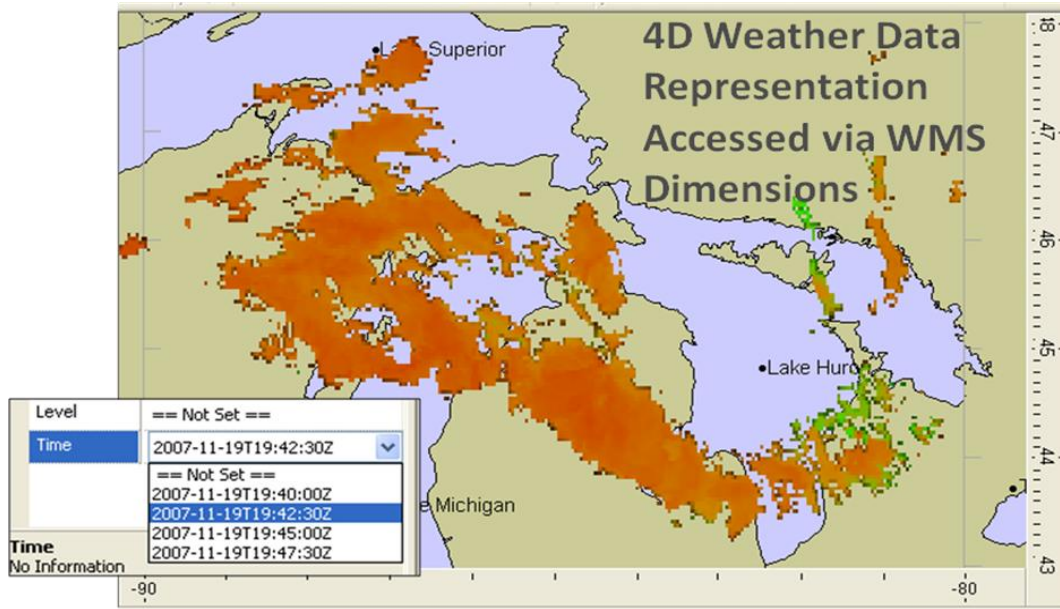 4D Weather Data
Representation
Accessed via WMS
Dimensions
Superior
Lake Huro
e Michigan
Level
== Not Set ==
Time
2007-11-19T19:42:30Z
== Not Set ==
2007-11-19T19:40:00Z
2007-11-19T19:42:30Z
2007-11-19T19:45:00Z
2007-11-19T19:47:30Z
Time
No Information
-90
-80
48
47
46
45
44
43